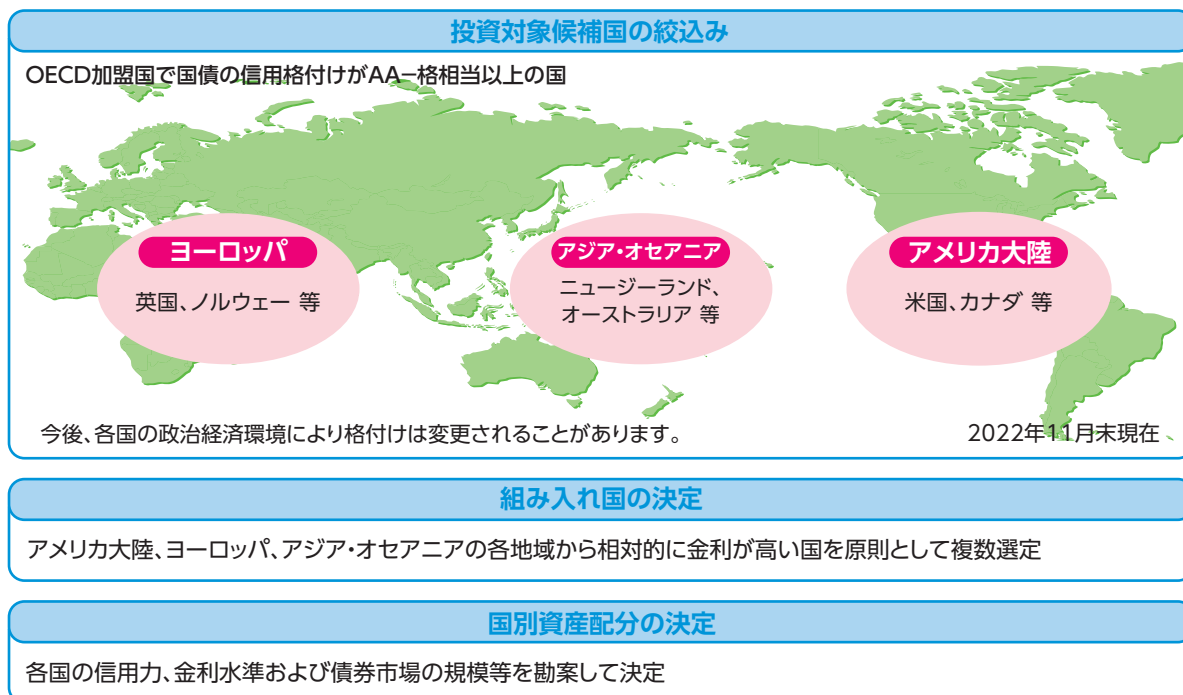 投資対象候補国の絞込み
OECD加盟国で国債の信用格付けがAA−格相当以上の国
ヨーロッパ
英国、ノルウェー 等
アジア・オセアニア
ニュージーランド、
オーストラリア 等
アメリカ大陸
米国、カナダ 等
今後、各国の政治経済環境により格付けは変更されることがあります。
2022年11月末現在
組み入れ国の決定
アメリカ大陸、ヨーロッパ、アジア・オセアニアの各地域から相対的に金利が高い国を原則として複数選定
国別資産配分の決定
各国の信用力、金利水準および債券市場の規模等を勘案して決定